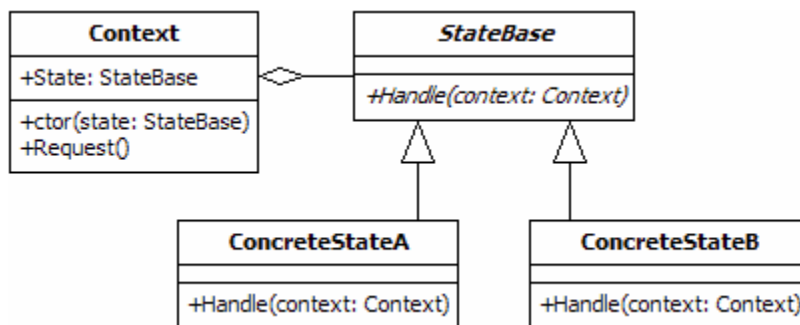 Context
+State: StateBase
+ctor(state: StateBase)
+Request()
StateBase
+Handle(context: Context)
ConcreteStateA
+Handle(context: Context)
ConcreteStateB
+Handle(context: Context)